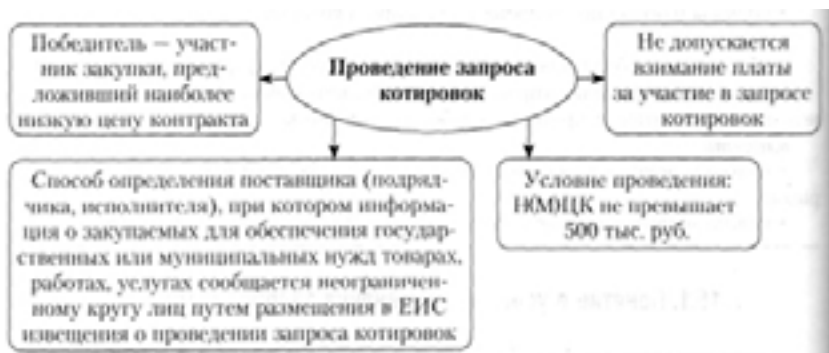 Победитель — участ-
ник закупки, пред-
ложивший наиболее
низкую цену контракта
Проведение запроса
котировок
Не допускается
взимание платы
за участие в запросе
котировок
Способ определения поставщика (подряд-
чика, исполнителя), при котором информа-
ция о закупаемых для обеспечения государ-
ственных или муниципальных нужд товарах,
работах, услугах сообщается неограничен-
ному кругу лиц путем размещения в ЕИС
извещения о проведении запроса котировок
Условие проведения:
Н(М)ЦК не превышает
500 тыс. руб.